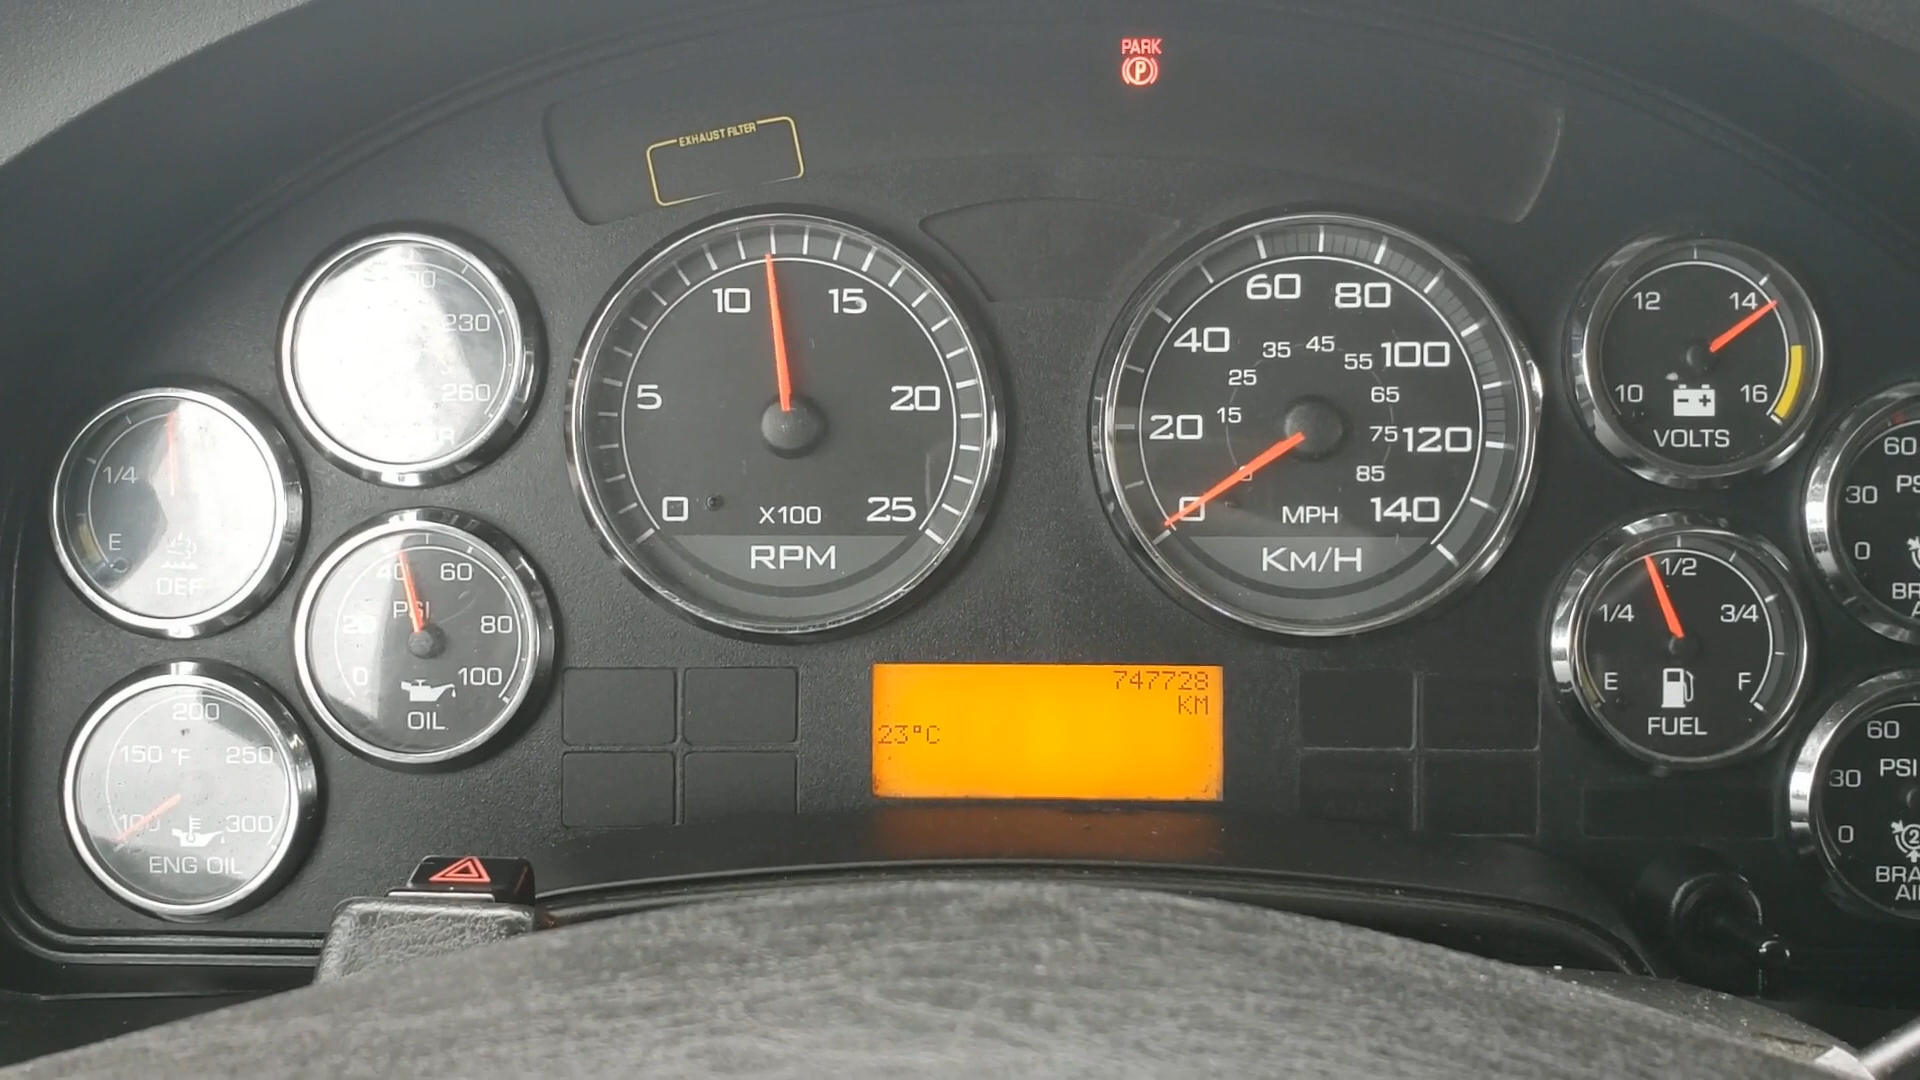 PARK
P
EXHAUST FILTER
230
260
1/4
E
DEF
40 60
PSI
20 80
0 100
OIL
200
150 °F 250
100 300
ENG OIL
10 15
5 20
0 25
X100
RPM
60 80
40 100
35 45 55
25 65
20 15 75 120
85
0 MPH 140
KM/H
12 14
10 16
VOLTS
1/2
1/4 3/4
E F
FUEL
747728
KM
23°C
60
30
0
60
PSI
30
0
2